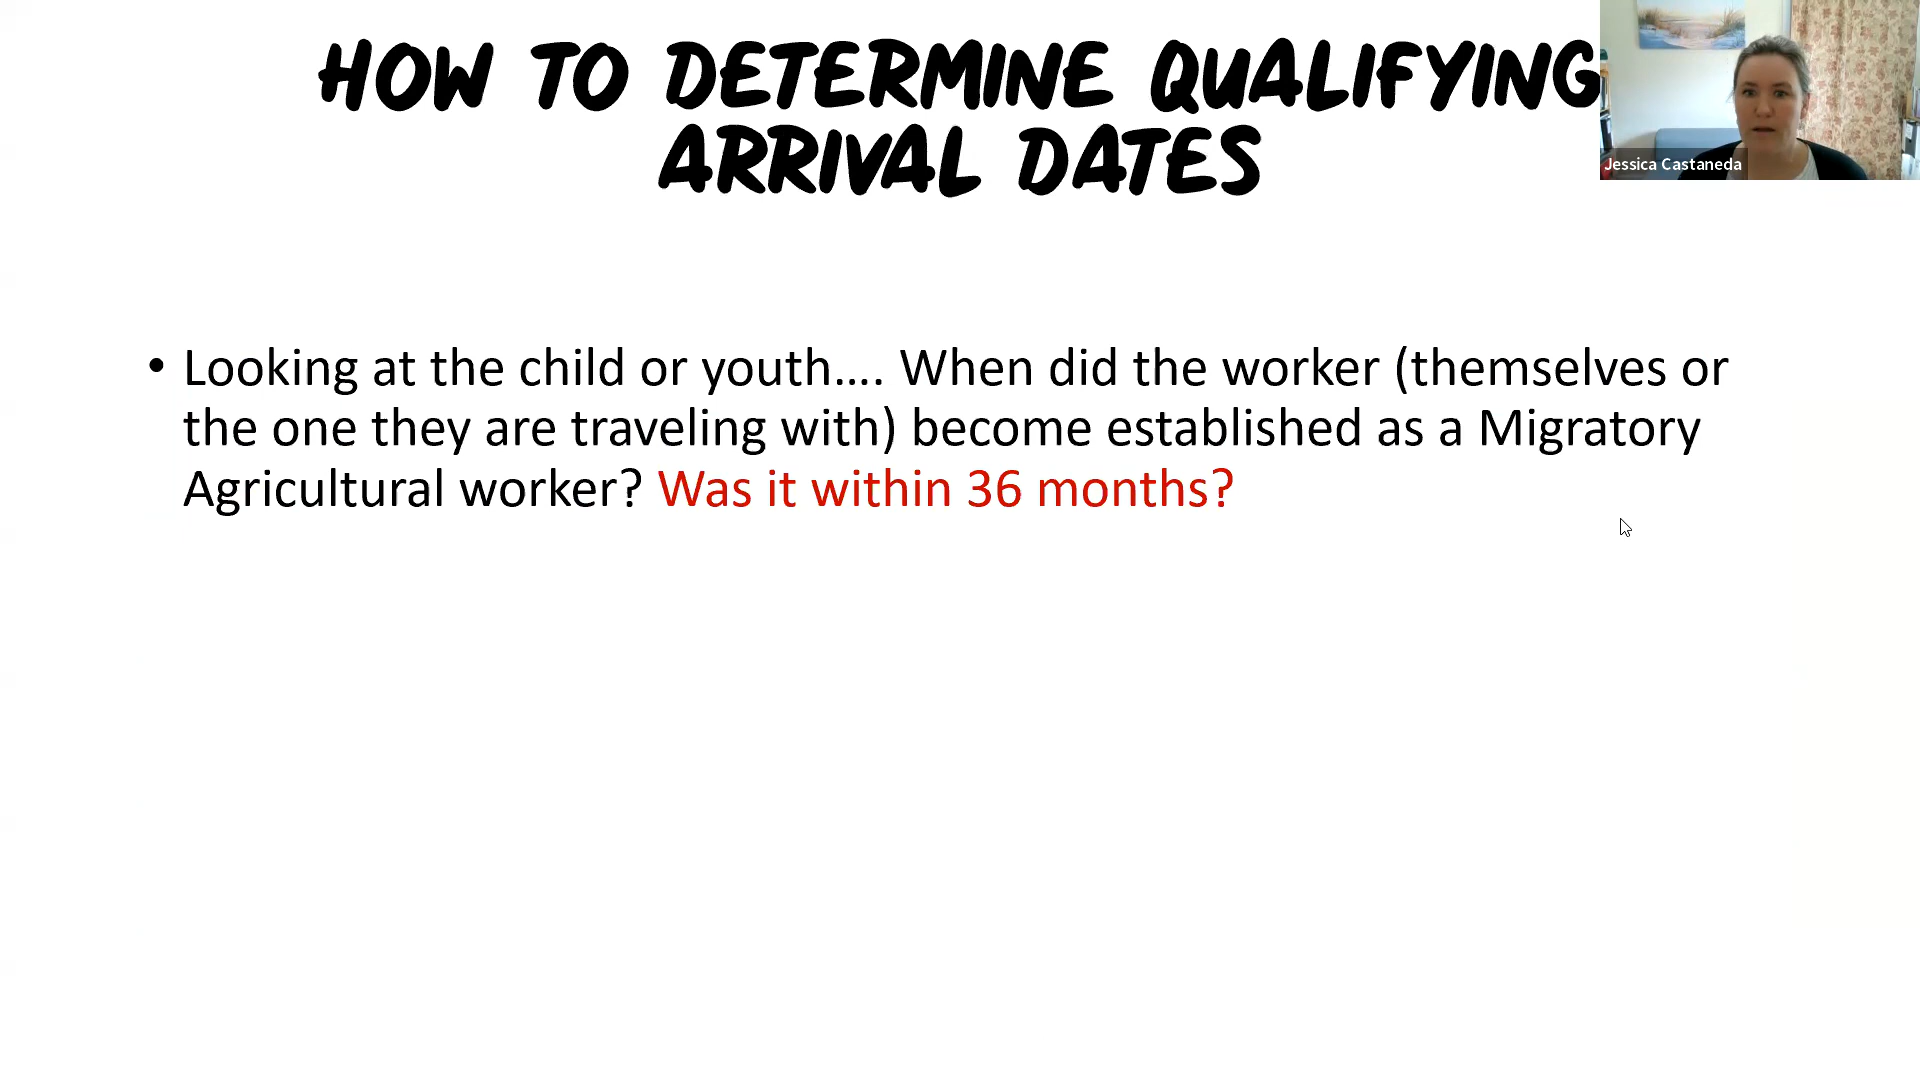 HOW TO DETERMINE QUALIFYING
ARRIVAL DATES
Jessica Castaneda
• Looking at the child or youth.... When did the worker (themselves or
the one they are traveling with) become established as a Migratory
Agricultural worker? Was it within 36 months?